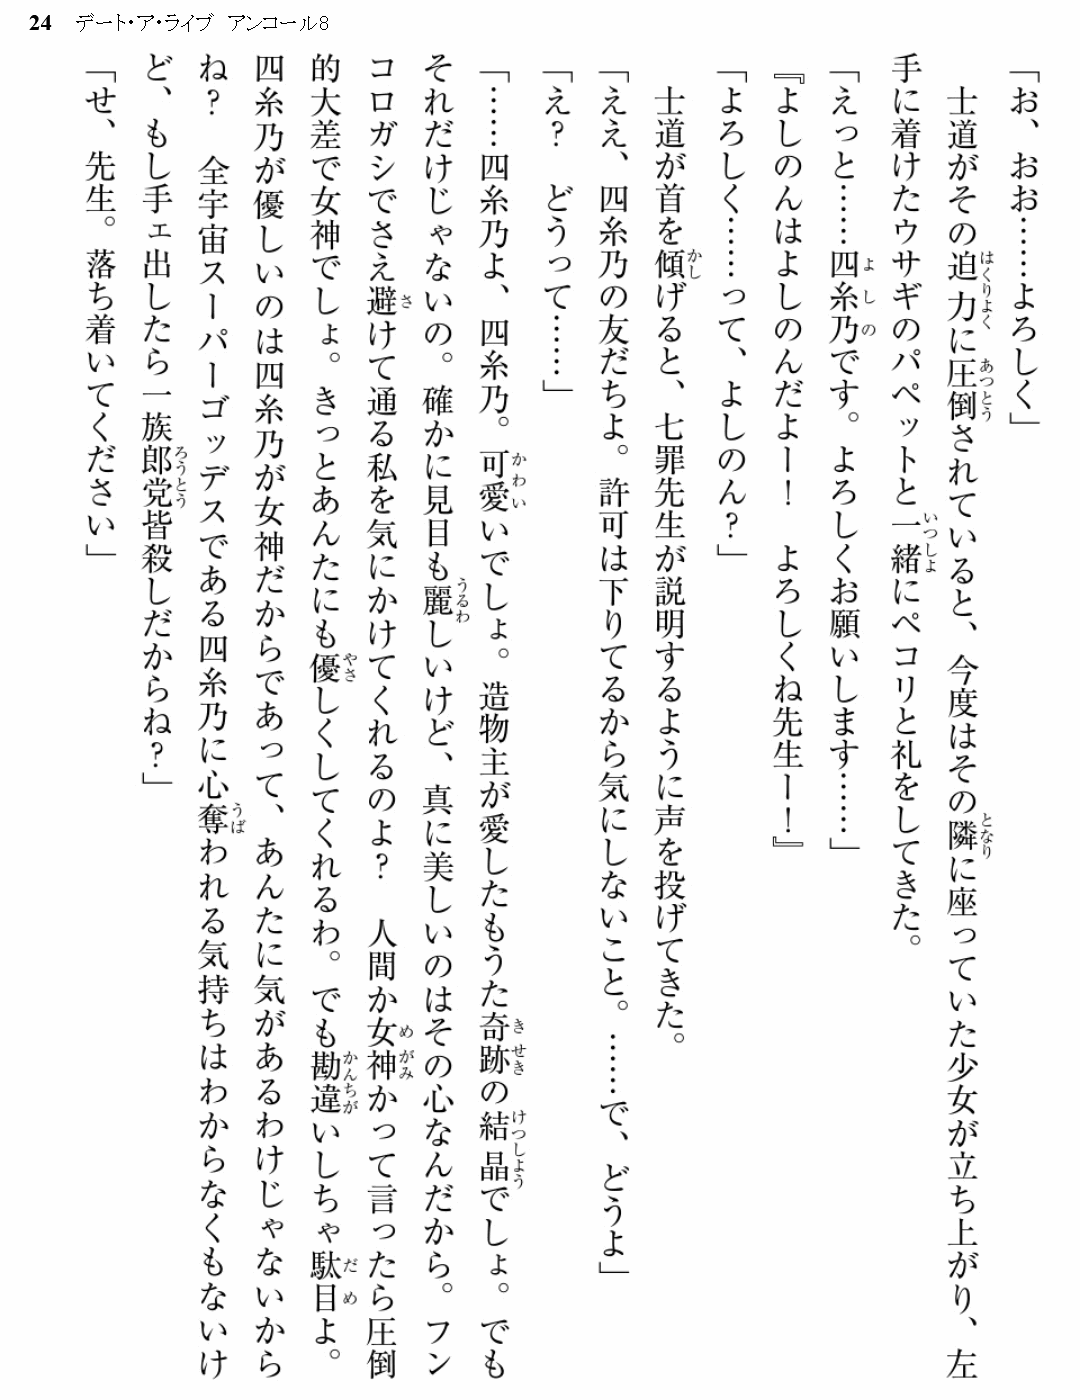 24 デート・ア・ライブ アンコール8
「お、おお……よろしく」
　士道がその迫力に圧倒されていると、今度はその隣に座っていた少女が立ち上がり、左
手に着けたウサギのパペットと一緒にペコリと礼をしてきた。
「えっと……四糸乃です。よろしくお願いします……」
『よしのんはよしのんだよー！　よろしくね先生ー！』
「よろしく……って、よしのん？」
　士道が首を傾げると、七罪先生が説明するように声を投げてきた。
「ええ、四糸乃の友だちよ。許可は下りてるから気にしないこと。……で、どうよ」
「え？　どうって……」
「……四糸乃よ、四糸乃。可愛いでしょ。造物主が愛したもうた奇跡の結晶でしょ。でも
それだけじゃないの。確かに見目も麗しいけど、真に美しいのはその心なんだから。フン
コロガシでさえ避けて通る私を気にかけてくれるのよ？　人間か女神かって言ったら圧倒
的大差で女神でしょ。きっとあんたにも優しくしてくれるわ。でも勘違いしちゃ駄目よ。
四糸乃が優しいのは四糸乃が女神だからであって、あんたに気があるわけじゃないから
ね？　全宇宙スーパーゴッデスである四糸乃に心奪われる気持ちはわからなくもないけ
ど、もし手ェ出したら一族郎党皆殺しだからね？」
「せ、先生。落ち着いてください」